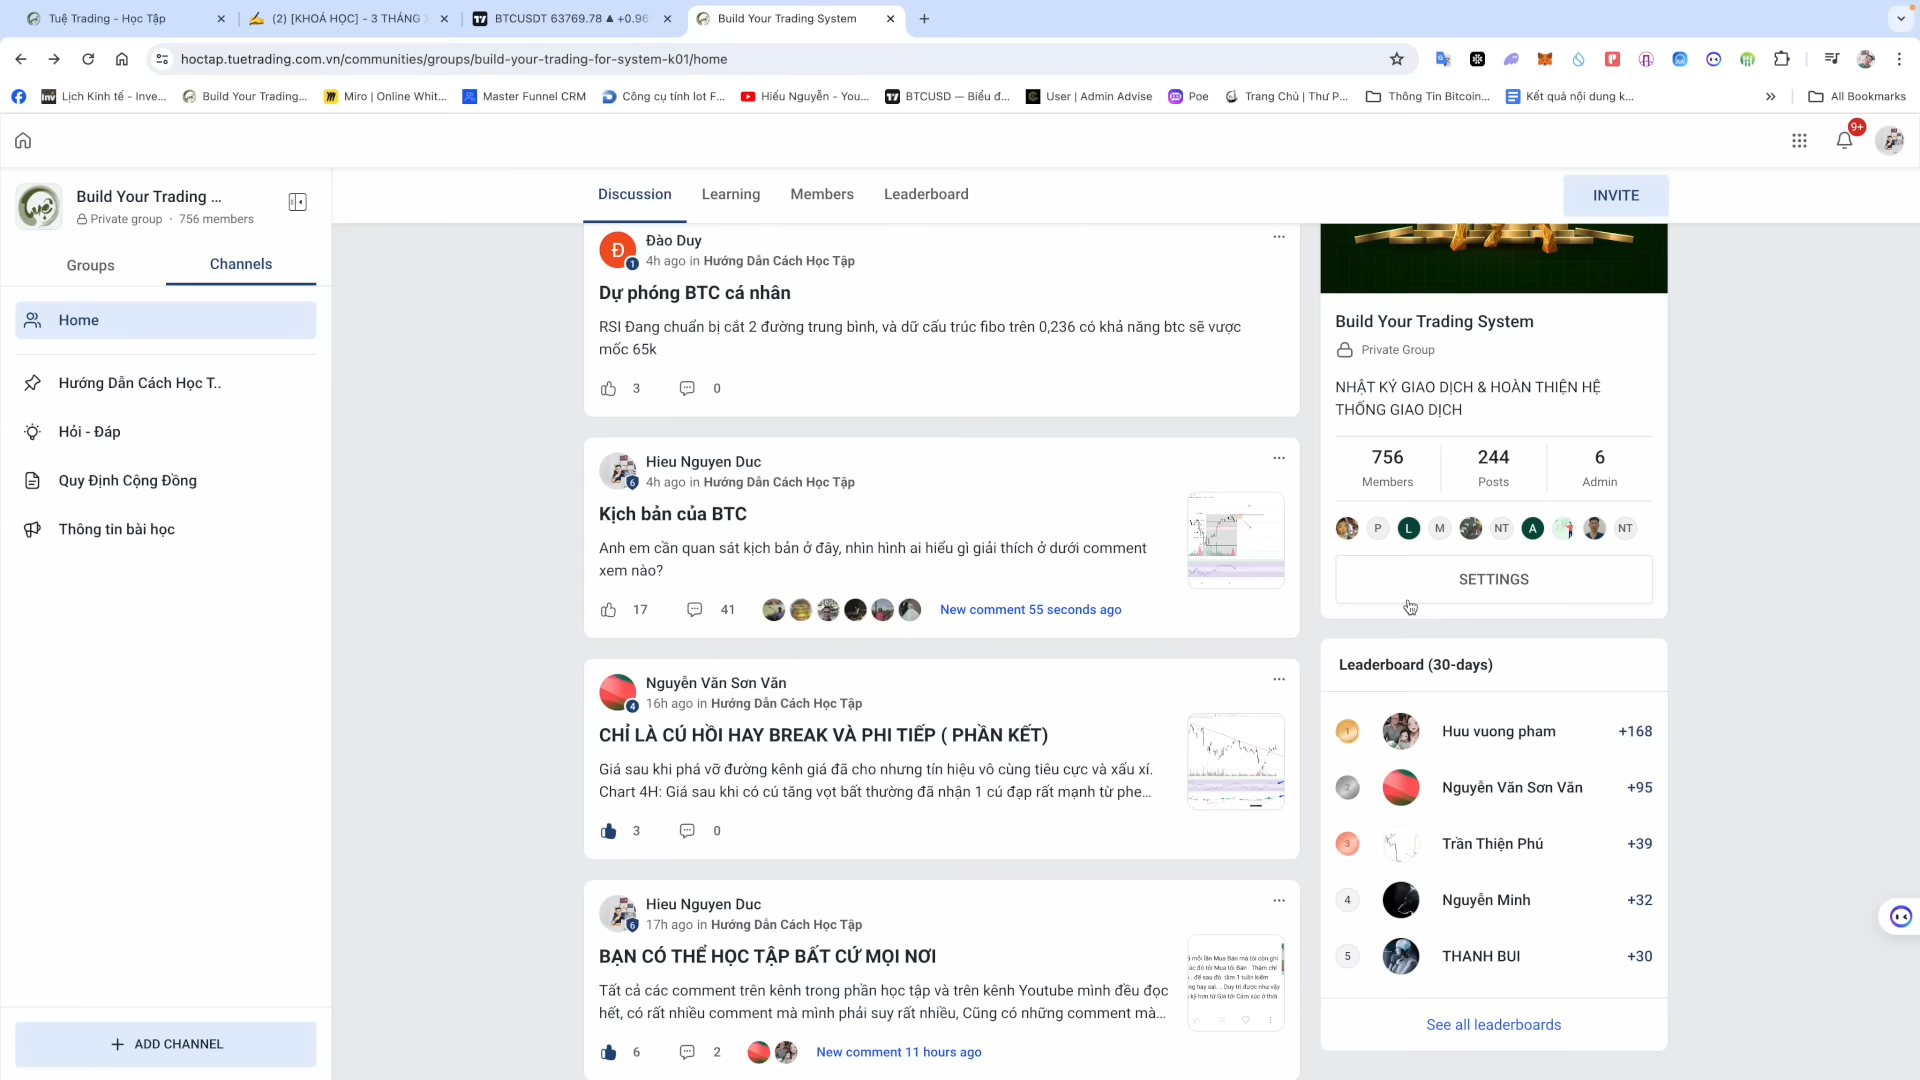 Tuệ Trading - Học Tập
(2) [KHOÁ HỌC] - 3 THÁNG
BTCUSDT 63769.78 ▲ +0.96
Build Your Trading System
hoctap.tuetrading.com.vn/communities/groups/build-your-trading-for-system-k01/home
Lịch Kinh tế - Inve...
Build Your Trading...
Miro | Online Whit...
Master Funnel CRM
Công cụ tính lot F...
Hiếu Nguyễn - You...
BTCUSD — Biểu đ...
User | Admin Advise
Poe
Trang Chủ | Thư P...
Thông Tin Bitcoin...
Kết quả nội dung k...
All Bookmarks
9+
Build Your Trading ...
Private group · 756 members
Groups
Channels
Home
Hướng Dẫn Cách Học T..
Hỏi - Đáp
Quy Định Cộng Đồng
Thông tin bài học
+ ADD CHANNEL
Discussion
Learning
Members
Leaderboard
INVITE
Đ
1
Đào Duy
4h ago in Hướng Dẫn Cách Học Tập
Dự phóng BTC cá nhân
RSI Đang chuẩn bị cắt 2 đường trung bình, và dữ cấu trúc fibo trên 0,236 có khả năng btc sẽ vược
mốc 65k
3
0
6
Hieu Nguyen Duc
4h ago in Hướng Dẫn Cách Học Tập
Kịch bản của BTC
Anh em cần quan sát kịch bản ở đây, nhìn hình ai hiểu gì giải thích ở dưới comment
xem nào?
17
41
New comment 55 seconds ago
4
Nguyễn Văn Sơn Văn
16h ago in Hướng Dẫn Cách Học Tập
CHỈ LÀ CÚ HỒI HAY BREAK VÀ PHI TIẾP ( PHẦN KẾT)
Giá sau khi phá vỡ đường kênh giá đã cho nhưng tín hiệu vô cùng tiêu cực và xấu xí.
Chart 4H: Giá sau khi có cú tăng vọt bất thường đã nhận 1 cú đạp rất mạnh từ phe...
3
0
6
Hieu Nguyen Duc
17h ago in Hướng Dẫn Cách Học Tập
BẠN CÓ THỂ HỌC TẬP BẤT CỨ MỌI NƠI
Tất cả các comment trên kênh trong phần học tập và trên kênh Youtube mình đều đọc
hết, có rất nhiều comment mà mình phải suy rất nhiều, Cũng có những comment mà...
6
2
New comment 11 hours ago
Build Your Trading System
Private Group
NHẬT KÝ GIAO DỊCH & HOÀN THIỆN HỆ
THỐNG GIAO DỊCH
756
Members
244
Posts
6
Admin
P
L
M
NT
A
NT
SETTINGS
Leaderboard (30-days)
1
Huu vuong pham
+168
2
Nguyễn Văn Sơn Văn
+95
3
Trần Thiện Phú
+39
4
Nguyễn Minh
+32
5
THANH BUI
+30
See all leaderboards